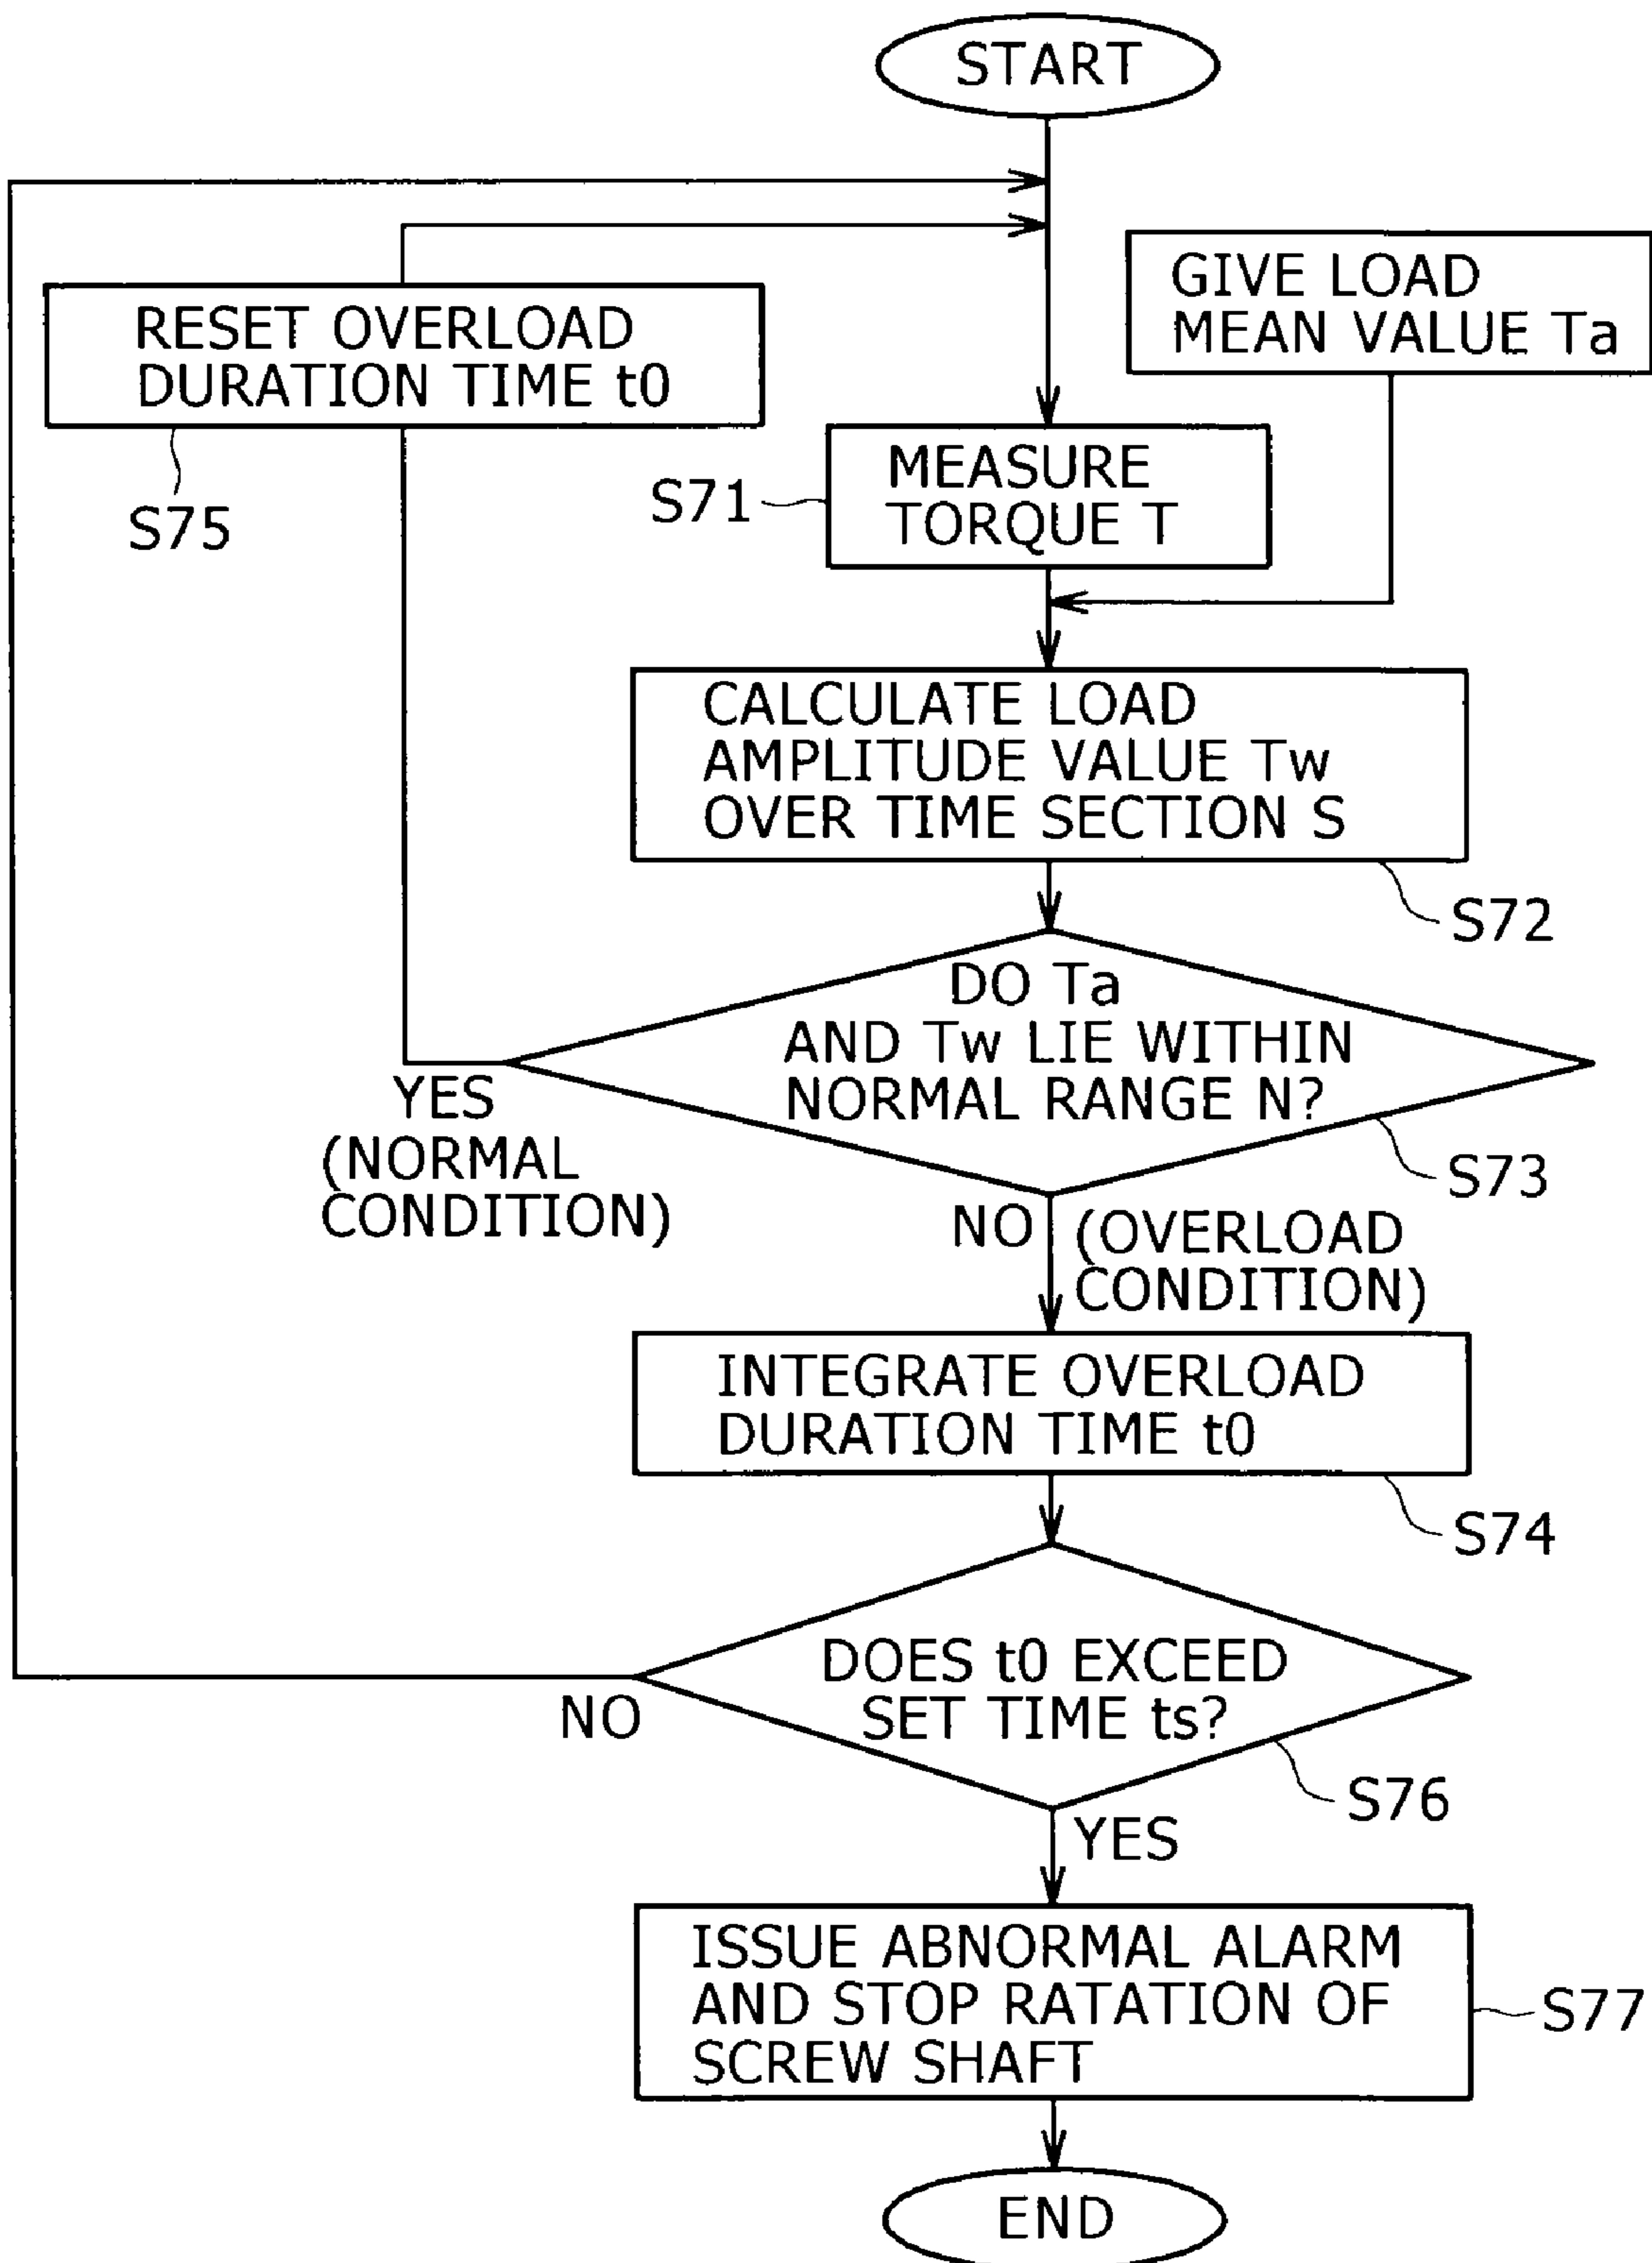 START
GIVE LOAD
MEAN VALUE Ta
RESET OVERLOAD
DURATION TIME t0
S75
MEASURE
TORQUE T
S71
CALCULATE LOAD
AMPLITUDE VALUE Tw
OVER TIME SECTION S
S72
DO Ta
AND Tw LIE WITHIN
NORMAL RANGE N?
S73
YES
(NORMAL
CONDITION)
NO
(OVERLOAD
CONDITION)
INTEGRATE OVERLOAD
DURATION TIME t0
S74
DOES t0 EXCEED
SET TIME ts?
S76
NO
YES
ISSUE ABNORMAL ALARM
AND STOP RATATION OF
SCREW SHAFT
S77
END